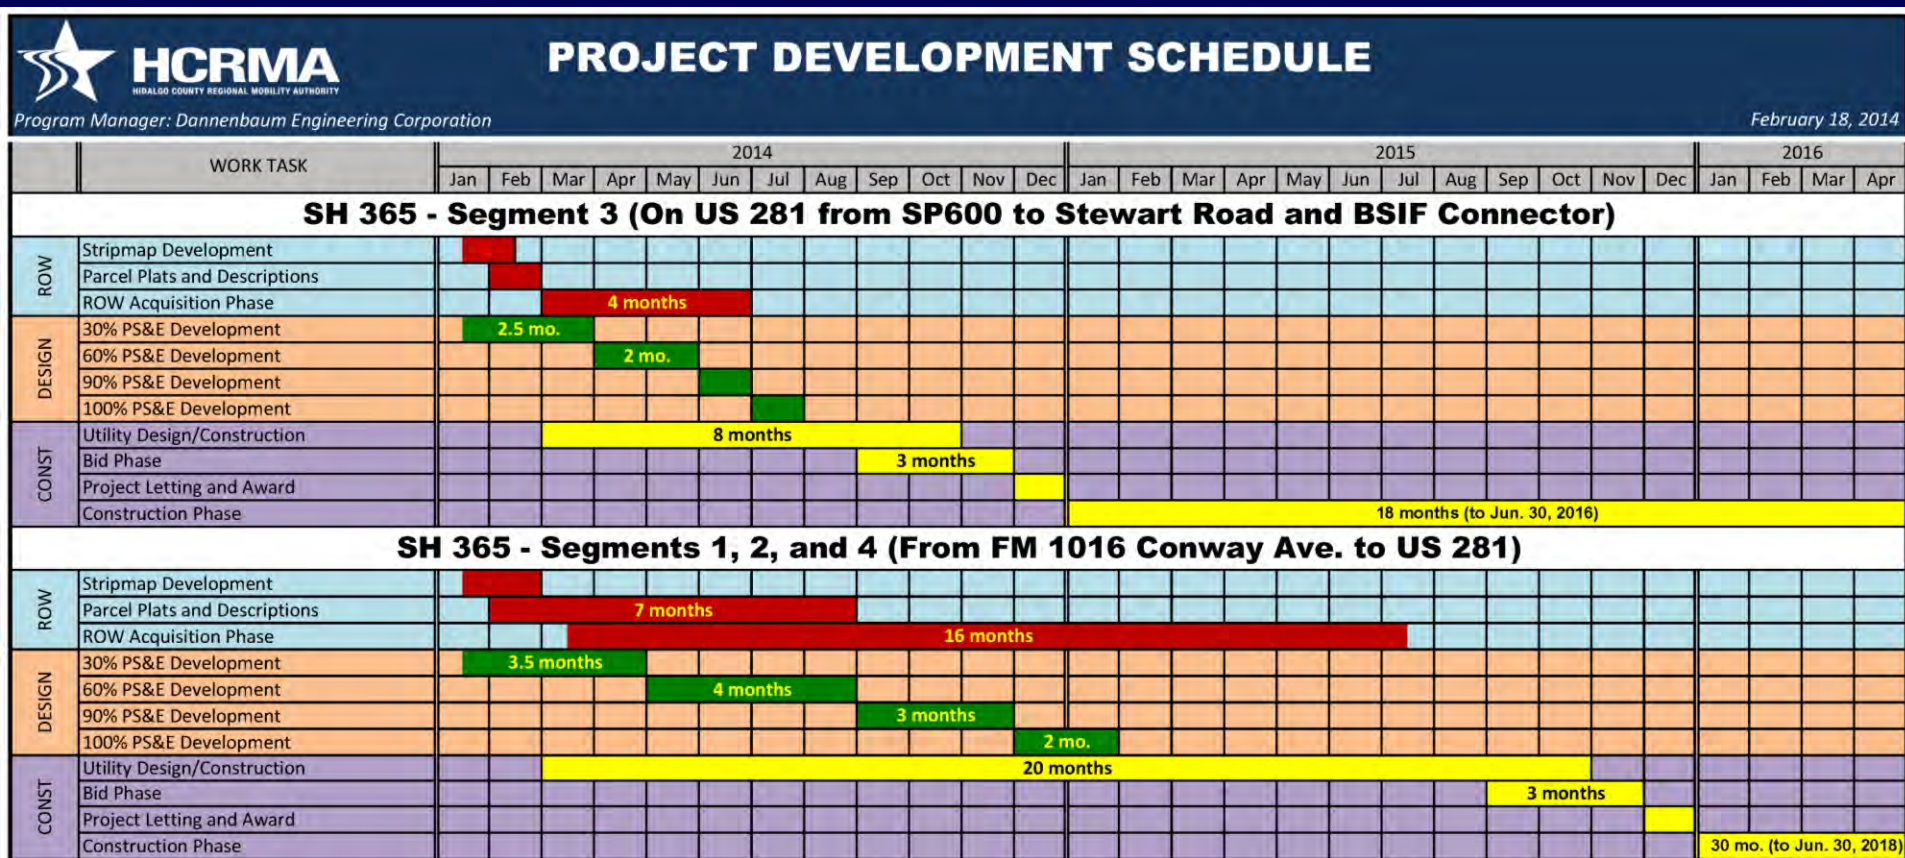 HCRMA
HIDALGO COUNTY REGIONAL MOBILITY AUTHORITY
PROJECT DEVELOPMENT SCHEDULE
Program Manager: Dannenbaum Engineering Corporation
February 18, 2014
WORK TASK
2014 2015 2016
Jan Feb Mar Apr May Jun Jul Aug Sep Oct Nov Dec Jan Feb Mar Apr May Jun Jul Aug Sep Oct Nov Dec Jan Feb Mar Apr
SH 365 - Segment 3 (On US 281 from SP600 to Stewart Road and BSIF Connector)
ROW
Stripmap Development
Parcel Plats and Descriptions
ROW Acquisition Phase 4 months
DESIGN
30% PS&E Development 2.5 mo.
60% PS&E Development 2 mo.
90% PS&E Development
100% PS&E Development
CONST
Utility Design/Construction 8 months
Bid Phase 3 months
Project Letting and Award
Construction Phase 18 months (to Jun. 30, 2016)
SH 365 - Segments 1, 2, and 4 (From FM 1016 Conway Ave. to US 281)
ROW
Stripmap Development
Parcel Plats and Descriptions 7 months
ROW Acquisition Phase 16 months
DESIGN
30% PS&E Development 3.5 months
60% PS&E Development 4 months
90% PS&E Development 3 months
100% PS&E Development 2 mo.
CONST
Utility Design/Construction 20 months
Bid Phase 3 months
Project Letting and Award
Construction Phase 30 mo. (to Jun. 30, 2018)